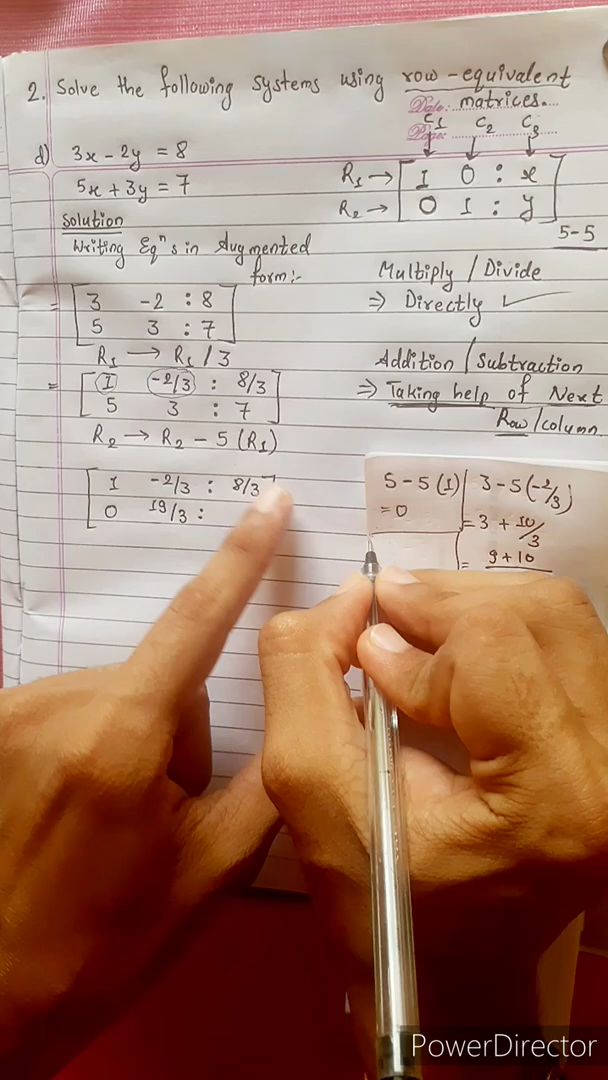 2. Solve the following systems using row-equivalent
matrices.
Date:
Page:
C1 C2 C3
d) 3x - 2y = 8
5x + 3y = 7
R1 → [ 1 0 : x ]
R2 → [ 0 1 : y ]
5-5
Solution
Writing Eqⁿs in Augmented
form:-
= [ 3 -2 : 8
5 3 : 7 ]
R1 → R1 / 3
= [ 1 -2/3 : 8/3
5 3 : 7 ]
R2 → R2 - 5 (R1)
[ 1 -2/3 : 8/3 ]
[ 0 19/3 :
Multiply / Divide
⇒ Directly ✓
Addition / Subtraction
⇒ Taking help of Next
Row/column
5 - 5 (1)
= 0
3 - 5 (-2/3)
= 3 + 10/3
= 9 + 10
PowerDirector